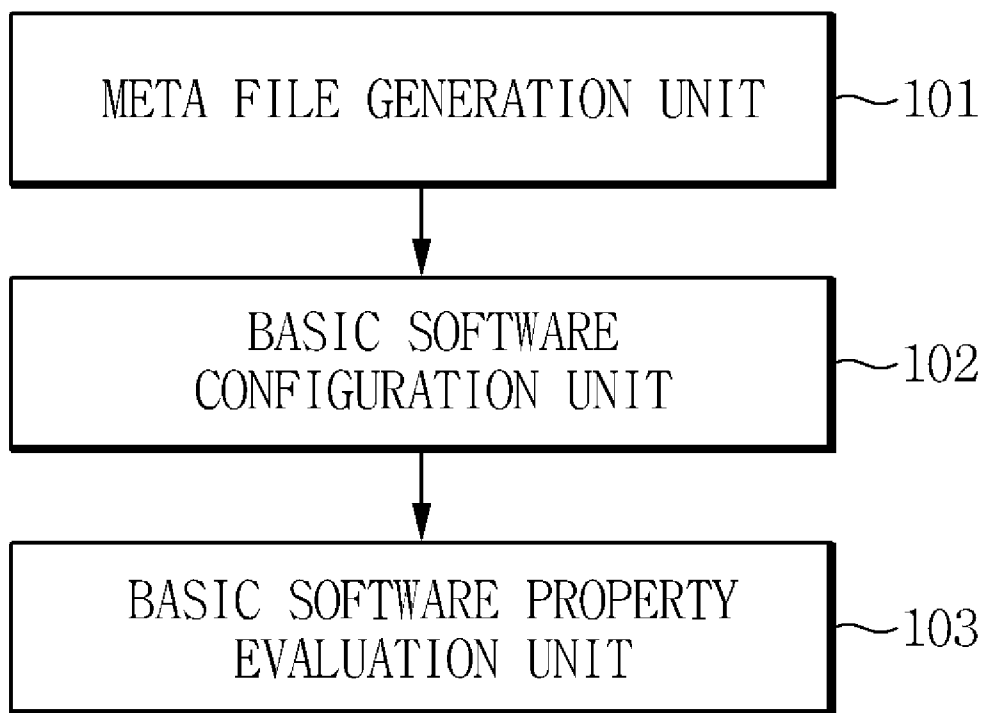 META FILE GENERATION UNIT
101
BASIC SOFTWARE
CONFIGURATION UNIT
102
BASIC SOFTWARE PROPERTY
EVALUATION UNIT
103